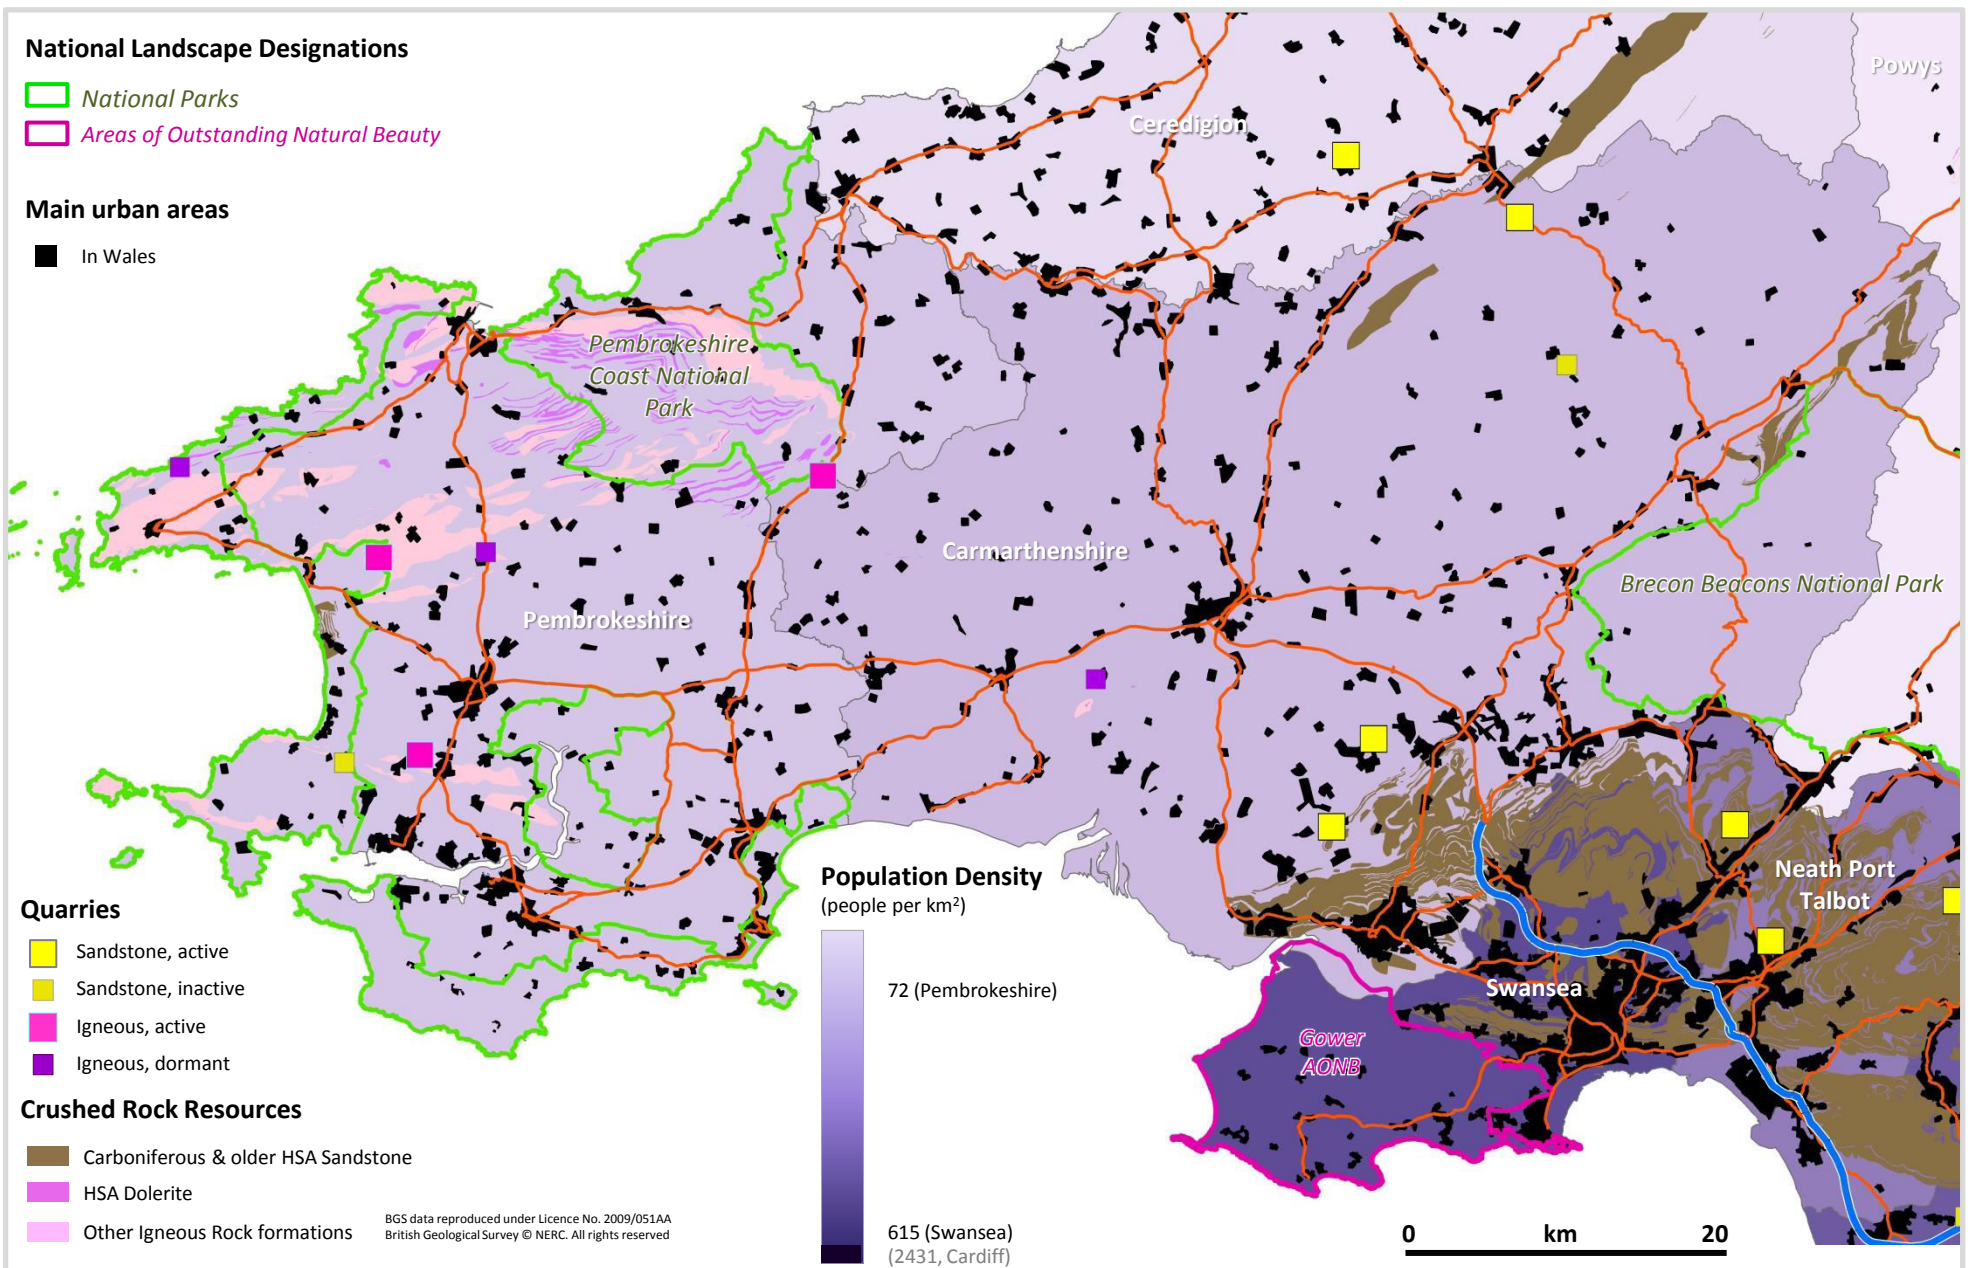 National Landscape Designations
National Parks
Areas of Outstanding Natural Beauty
Main urban areas
In Wales
Powys
Ceredigion
Pembrokeshire
Coast National
Park
Carmarthenshire
Brecon Beacons National Park
Pembrokeshire
Neath Port
Talbot
Swansea
Gower
AONB
Quarries
Sandstone, active
Sandstone, inactive
Igneous, active
Igneous, dormant
Crushed Rock Resources
Carboniferous & older HSA Sandstone
HSA Dolerite
Other Igneous Rock formations
BGS data reproduced under Licence No. 2009/051AA
British Geological Survey © NERC. All rights reserved
Population Density
(people per km²)
72 (Pembrokeshire)
615 (Swansea)
(2431, Cardiff)
0 km 20